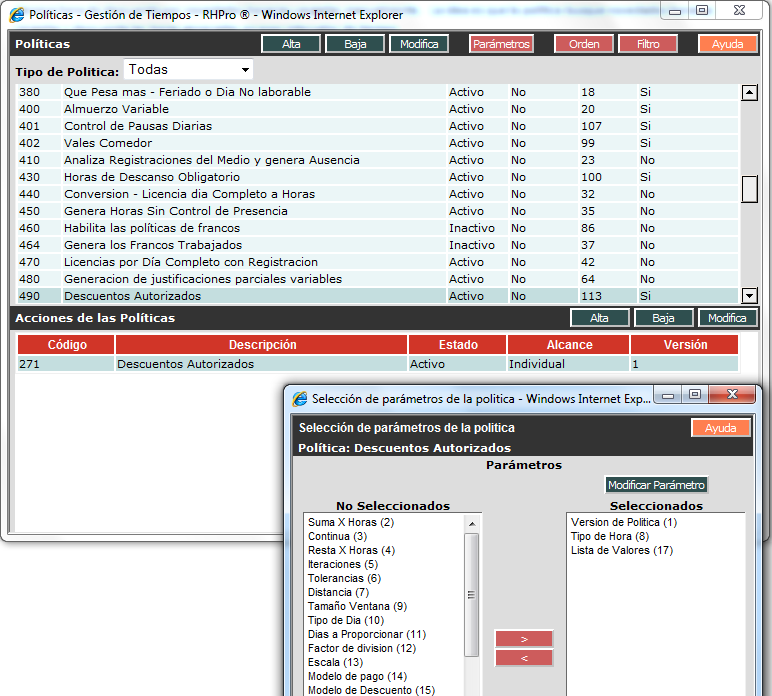 Políticas - Gestión de Tiempos - RHPro ® - Windows Internet Explorer
Políticas Alta Baja Modifica Parámetros Orden Filtro Ayuda
Tipo de Politica: Todas
380 Que Pesa mas - Feriado o Dia No laborable Activo No 18 Si
400 Almuerzo Variable Activo No 20 Si
401 Control de Pausas Diarias Activo No 107 Si
402 Vales Comedor Activo No 99 Si
410 Analiza Registraciones del Medio y genera Ausencia Activo No 23 No
430 Horas de Descanso Obligatorio Activo No 100 Si
440 Conversion - Licencia dia Completo a Horas Activo No 32 No
450 Genera Horas Sin Control de Presencia Activo No 35 No
460 Habilita las políticas de francos Inactivo No 86 No
464 Genera los Francos Trabajados Inactivo No 37 No
470 Licencias por Día Completo con Registracion Activo No 42 No
480 Generacion de justificaciones parciales variables Activo No 64 No
490 Descuentos Autorizados Activo No 113 Si
Acciones de las Políticas Alta Baja Modifica
Código Descripción Estado Alcance Versión
271 Descuentos Autorizados Activo Individual 1
Selección de parámetros de la politica - Windows Internet Exp...
Selección de parámetros de la politica Ayuda
Política: Descuentos Autorizados
Parámetros
Modificar Parámetro
No Seleccionados Seleccionados
Suma X Horas (2) Version de Politica (1)
Continua (3) Tipo de Hora (8)
Resta X Horas (4) Lista de Valores (17)
Iteraciones (5)
Tolerancias (6)
Distancia (7)
Tamaño Ventana (9)
Tipo de Dia (10)
Dias a Proporcionar (11)
Factor de division (12)
Escala (13)
Modelo de pago (14)
Modelo de Descuento (15)
>
<